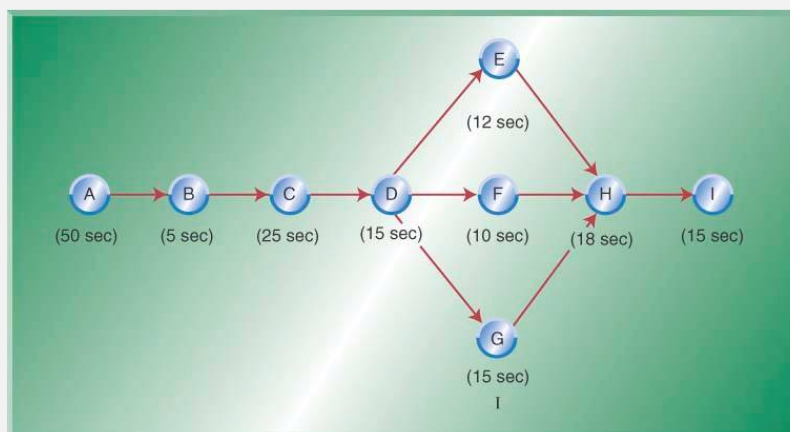 E
(12 sec)
A B C D F H I
(50 sec) (5 sec) (25 sec) (15 sec) (10 sec) (18 sec) (15 sec)
G
(15 sec)
I